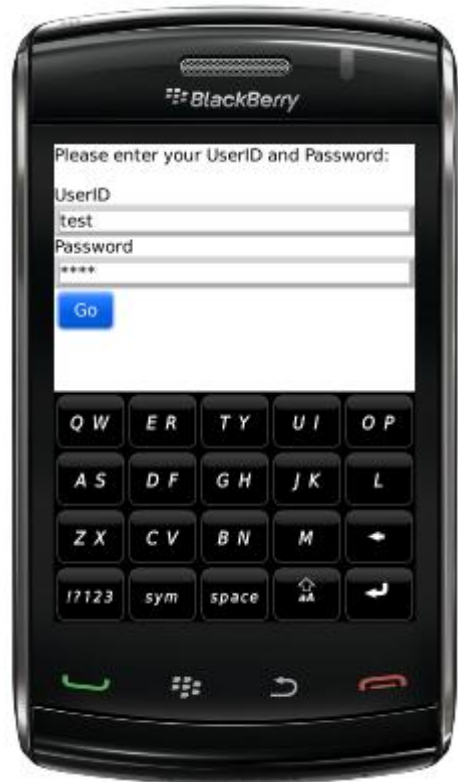 BlackBerry
Please enter your UserID and Password:
UserID
test
Password
****
Go
Q W E R T Y U I O P
A S D F G H J K L
Z X C V B N M
!?123 sym space aA